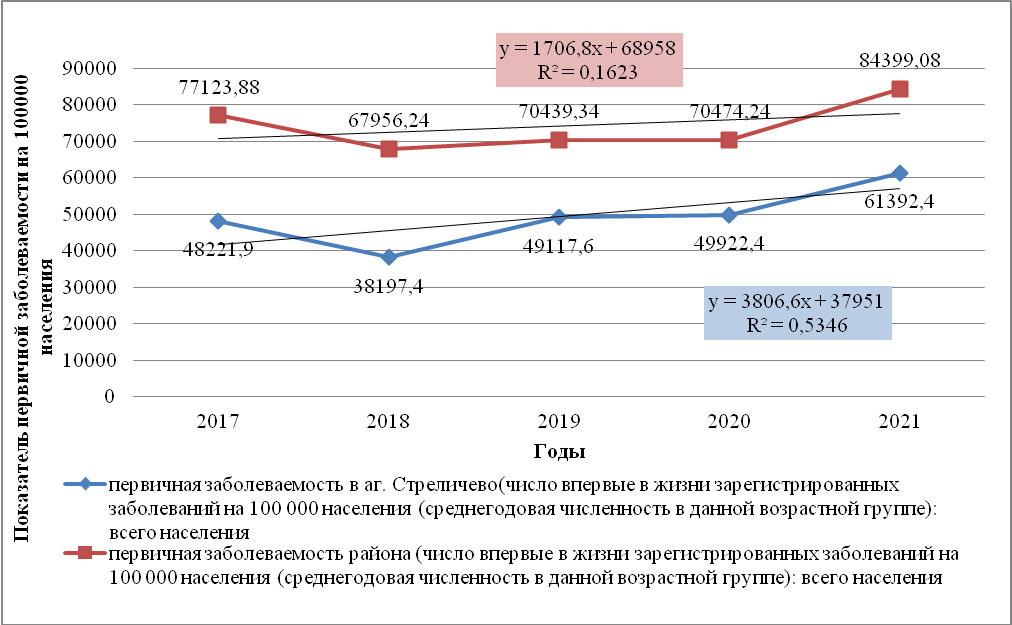 y = 1706,8x + 68958
R² = 0,1623
Показатель первичной заболеваемости на 100000
населения
90000
80000
70000
60000
50000
40000
30000
20000
10000
0
77123,88
67956,24
70439,34
70474,24
84399,08
48221,9
38197,4
49117,6
49922,4
61392,4
y = 3806,6x + 37951
R² = 0,5346
2017
2018
2019
2020
2021
Годы
первичная заболеваемость в аг. Стреличево(число впервые в жизни зарегистрированных
заболеваний на 100 000 населения (среднегодовая численность в данной возрастной группе):
всего населения
первичная заболеваемость района (число впервые в жизни зарегистрированных заболеваний на
100 000 населения (среднегодовая численность в данной возрастной группе): всего населения